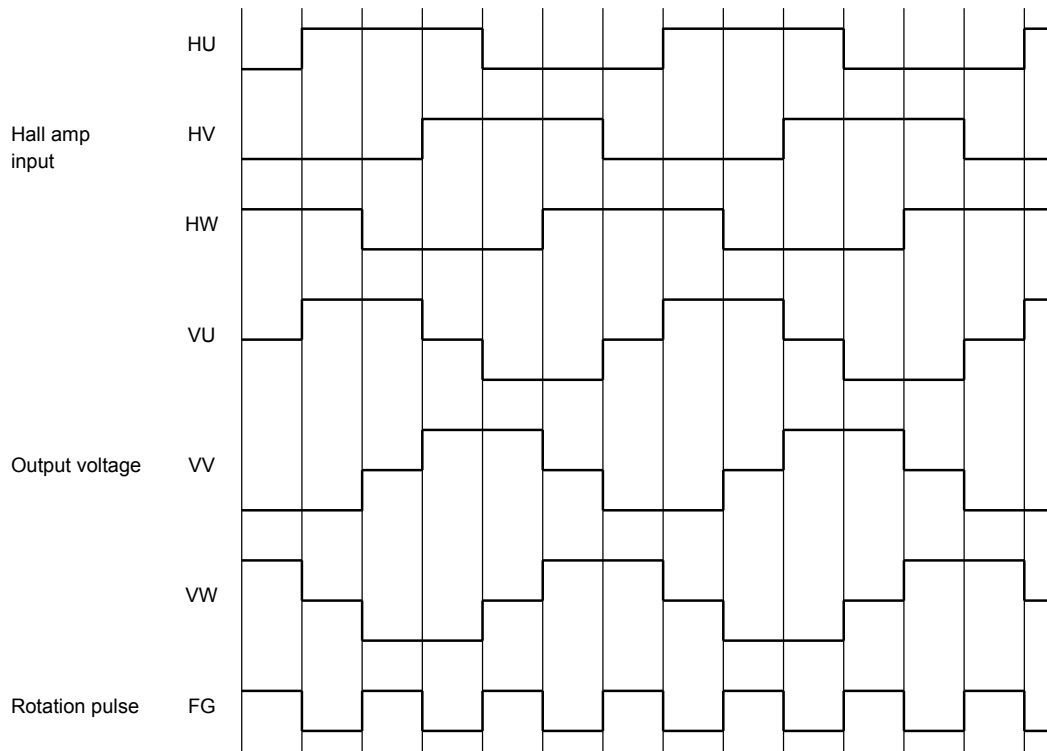 HU
Hall amp
input
HV
HW
VU
Output voltage VV
VW
Rotation pulse FG